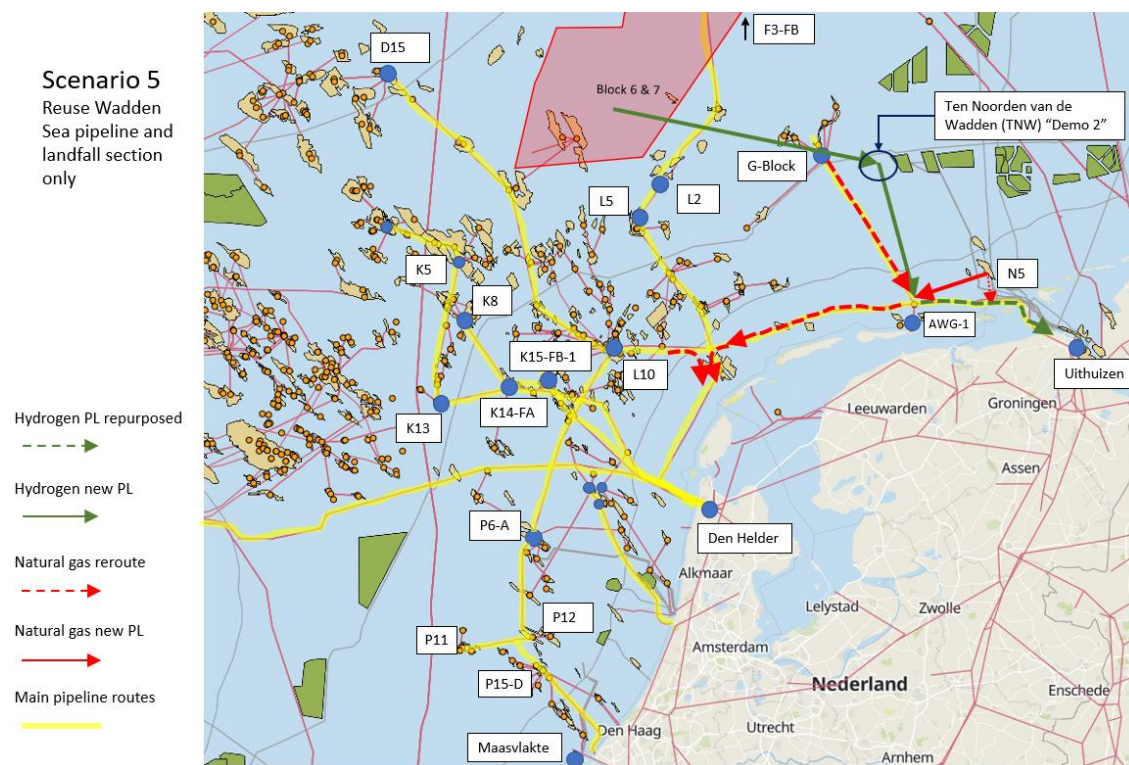 Scenario 5
Reuse Wadden
Sea pipeline and
landfall section
only
Hydrogen PL repurposed
Hydrogen new PL
Natural gas reroute
Natural gas new PL
Main pipeline routes
D15
F3-FB
Block 6 & 7
Ten Noorden van de
Wadden (TNW) “Demo 2”
G-Block
L2
L5
K5
N5
K8
AWG-1
K15-FB-1
L10
Uithuizen
K14-FA
K13
Leeuwarden
Groningen
Assen
P6-A
Den Helder
Alkmaar
Lelystad
Zwolle
P12
P11
Amsterdam
P15-D
Nederland
Enschede
Den Haag
Utrecht
Maasvlakte
Arnhem